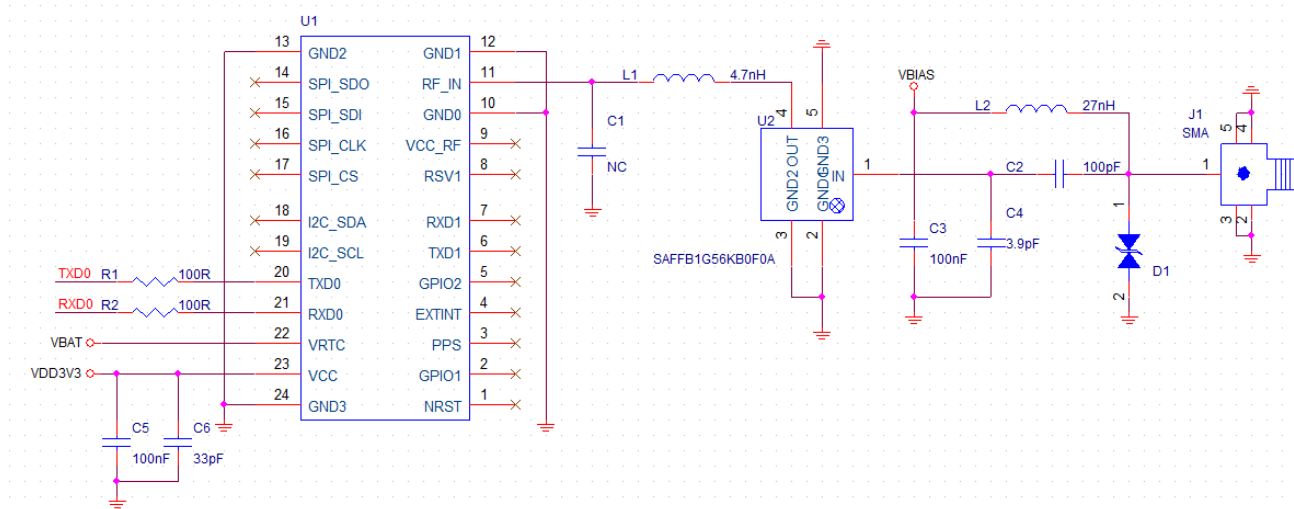 U1
13 GND2 GND1 12
14 SPI_SDO RF_IN 11
15 SPI_SDI GND0 10
16 SPI_CLK VCC_RF 9
17 SPI_CS RSV1 8
18 I2C_SDA RXD1 7
19 I2C_SCL TXD1 6
TXD0 R1 100R 20 TXD0 GPIO2 5
RXD0 R2 100R 21 RXD0 EXTINT 4
VBAT 22 VRTC PPS 3
VDD3V3 23 VCC GPIO1 2
24 GND3 NRST 1
C5
100nF
C6
33pF
L1 4.7nH
C1
NC
U2
4
5
OUT
GND3
GND2
GND
IN
1
3
2
SAFFB1G56KB0F0A
VBIAS
L2 27nH
C2 100pF
C3
100nF
C4
3.9pF
1
D1
2
J1
SMA
5
4
1
3
2